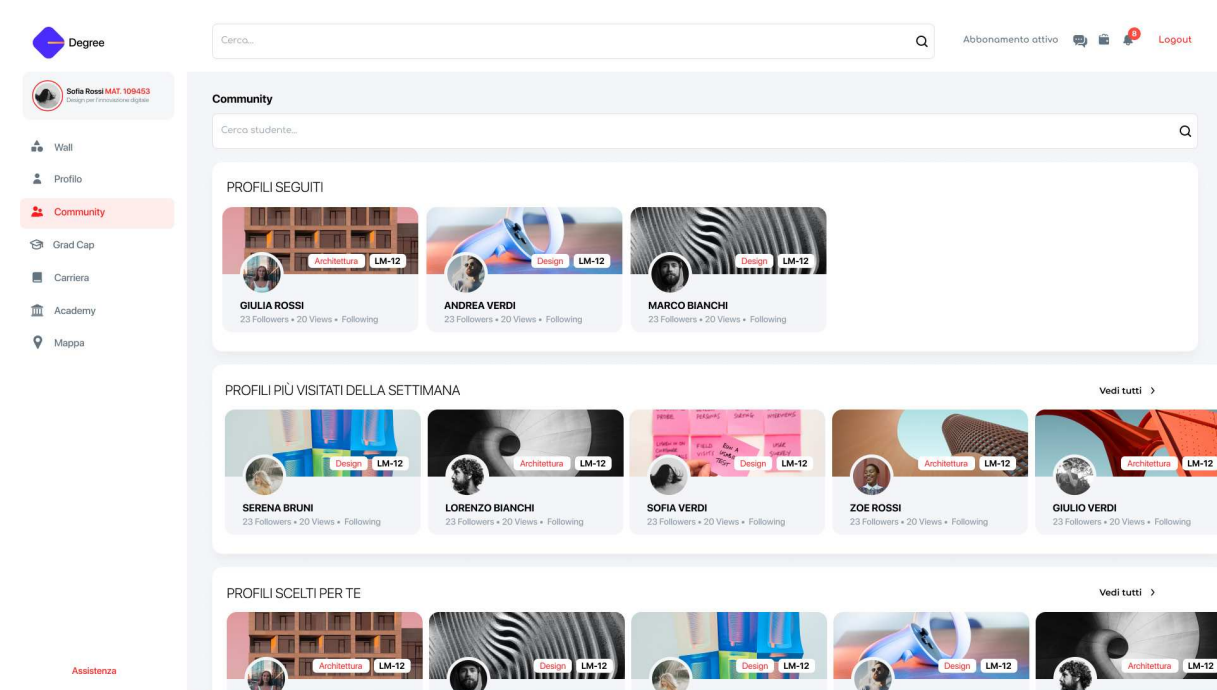 Degree
Cerca...
Abbonamento attivo
8
Logout
Sofia Rossi MAT. 109453
Design per l'innovazione digitale
Wall
Profilo
Community
Grad Cap
Carriera
Academy
Mappa
Assistenza
Community
Cerca studente...
PROFILI SEGUITI
Architettura LM-12
Design LM-12
Design LM-12
GIULIA ROSSI
23 Followers • 20 Views • Following
ANDREA VERDI
23 Followers • 20 Views • Following
MARCO BIANCHI
23 Followers • 20 Views • Following
PROFILI PIÙ VISITATI DELLA SETTIMANA
Vedi tutti >
Design LM-12
Architettura LM-12
FIELD VISITS
USER SURVEY
TEST
Design LM-12
Architettura LM-12
Architettura LM-12
SERENA BRUNI
23 Followers • 20 Views • Following
LORENZO BIANCHI
23 Followers • 20 Views • Following
SOFIA VERDI
23 Followers • 20 Views • Following
ZOE ROSSI
23 Followers • 20 Views • Following
GIULIO VERDI
23 Followers • 20 Views • Following
PROFILI SCELTI PER TE
Vedi tutti >
Architettura LM-12
Design LM-12
Design LM-12
Design LM-12
Architettura LM-12